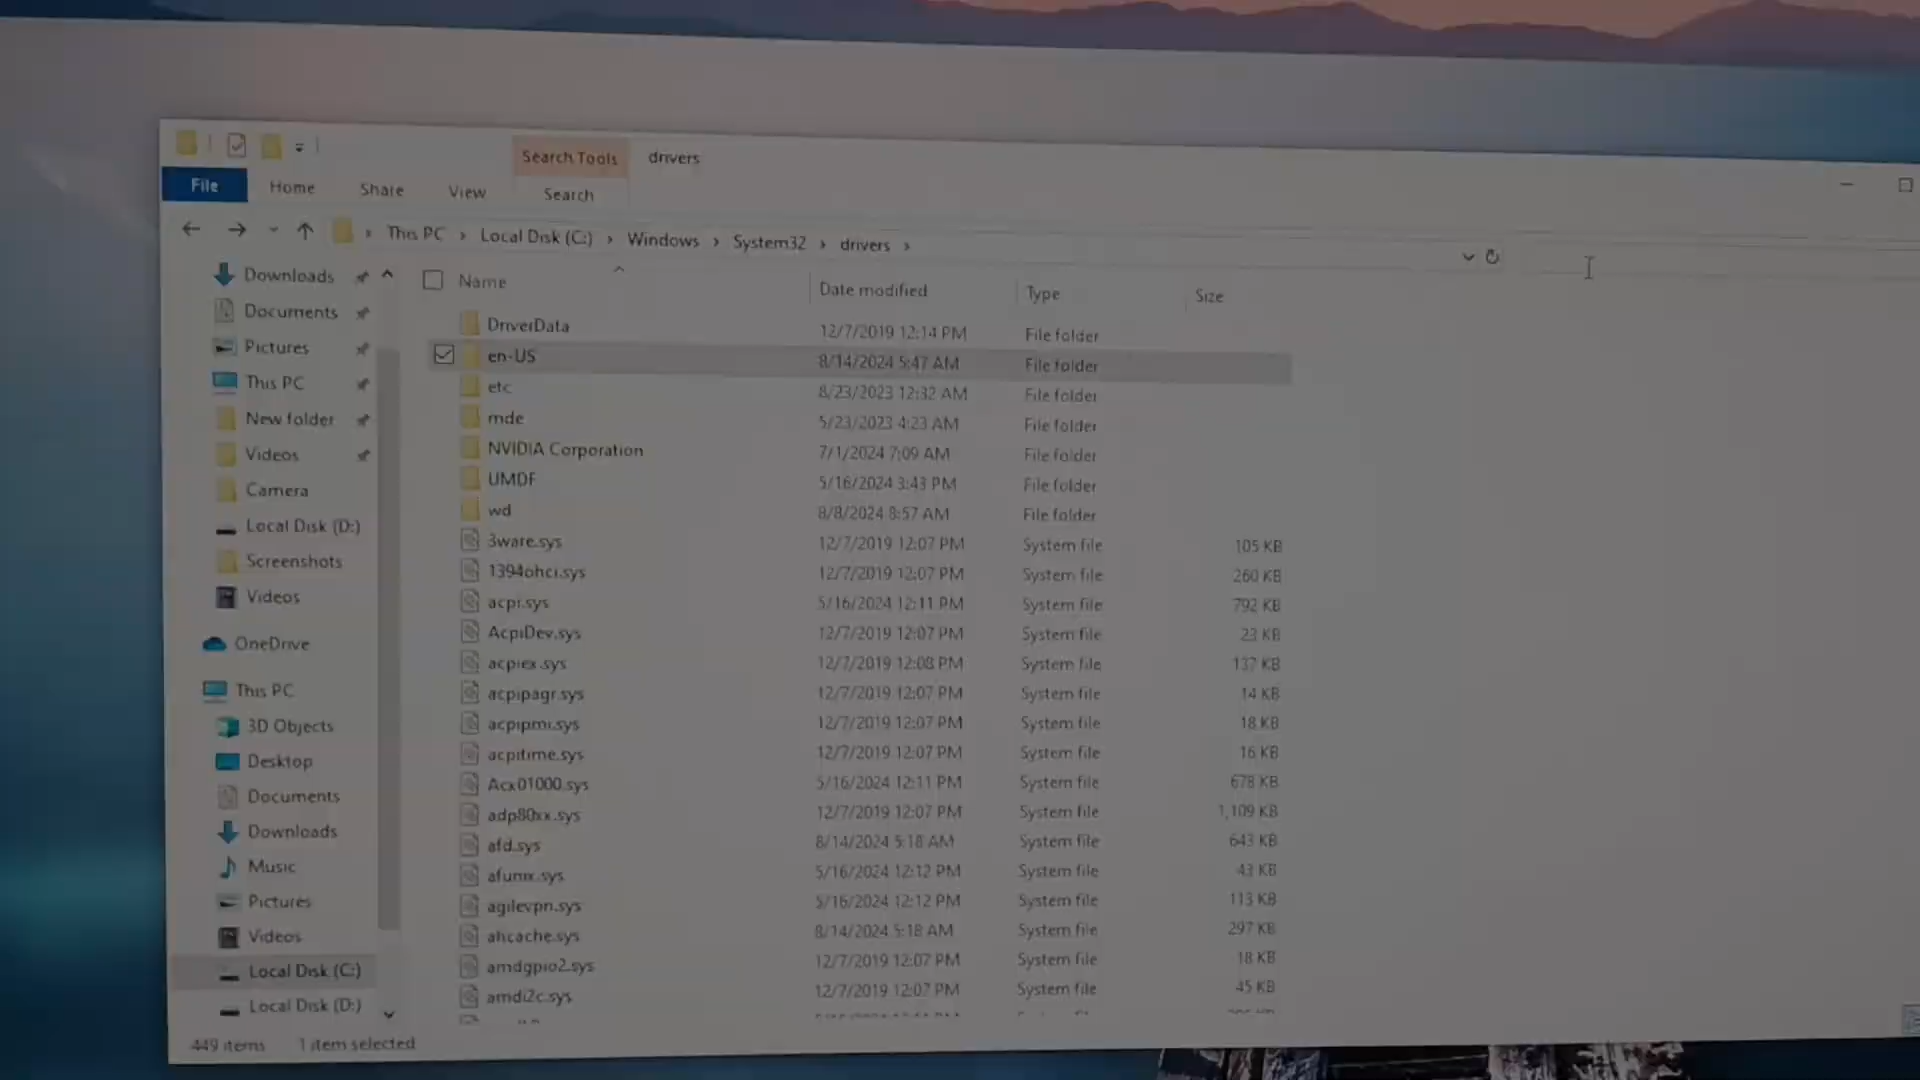 Search Tools drivers
File Home Share View Search
This PC Local Disk (C:) Windows System32 drivers
Name Date modified Type Size
Downloads
Documents
Pictures
This PC
New folder
Videos
Camera
Local Disk (D:)
Screenshots
Videos
OneDrive
This PC
3D Objects
Desktop
Documents
Downloads
Music
Pictures
Videos
Local Disk (C:)
Local Disk (D:)
DriverData 12/7/2019 12:14 PM File folder
en-US 8/14/2024 5:47 AM File folder
etc 8/23/2023 12:32 AM File folder
mde 5/23/2023 4:23 AM File folder
NVIDIA Corporation 7/1/2024 7:09 AM File folder
UMDF 5/16/2024 3:43 PM File folder
wd 8/8/2024 8:57 AM File folder
3ware.sys 12/7/2019 12:07 PM System file 105 KB
1394ohci.sys 12/7/2019 12:07 PM System file 260 KB
acpi.sys 5/16/2024 12:11 PM System file 792 KB
AcpiDev.sys 12/7/2019 12:07 PM System file 23 KB
acpiex.sys 12/7/2019 12:08 PM System file 137 KB
acpipagr.sys 12/7/2019 12:07 PM System file 14 KB
acpipmi.sys 12/7/2019 12:07 PM System file 18 KB
acpitime.sys 12/7/2019 12:07 PM System file 16 KB
Acx01000.sys 5/16/2024 12:11 PM System file 678 KB
adp80xx.sys 12/7/2019 12:07 PM System file 1,109 KB
afd.sys 8/14/2024 5:18 AM System file 643 KB
afunix.sys 5/16/2024 12:12 PM System file 43 KB
agilevpn.sys 5/16/2024 12:12 PM System file 113 KB
ahcache.sys 8/14/2024 5:18 AM System file 297 KB
amdgpio2.sys 12/7/2019 12:07 PM System file 18 KB
amdi2c.sys 12/7/2019 12:07 PM System file 45 KB
449 items 1 item selected